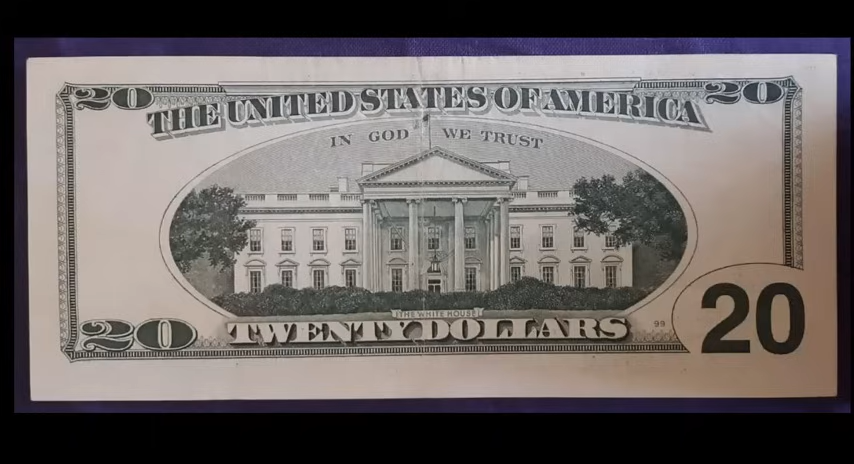 20 THE UNITED STATES OF AMERICA 20
IN GOD WE TRUST
THE WHITE HOUSE
20 TWENTY DOLLARS 99 20